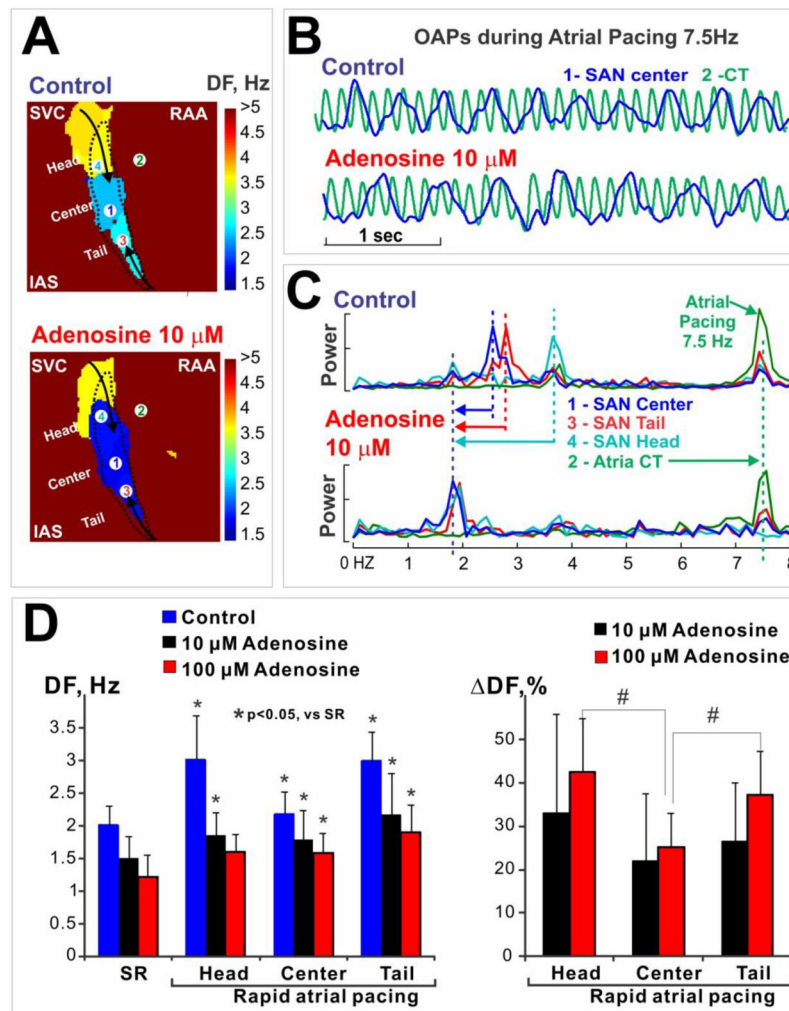 A
Control
DF, Hz
SVC
RAA
Head
4
2
Center
1
3
Tail
IAS
>5
4.5
4
3.5
3
2.5
2
1.5
Adenosine 10 µM
SVC
RAA
4
2
Head
1
Center
3
IAS
Tail
>5
4.5
4
3.5
3
2.5
2
1.5
B
OAPs during Atrial Pacing 7.5Hz
Control
1- SAN center 2 -CT
Adenosine 10 µM
1 sec
C
Control
Power
Atrial
Pacing
7.5 Hz
Adenosine
10 µM
1 - SAN Center
3 - SAN Tail
4 - SAN Head
2 - Atria CT
Power
0 HZ 1 2 3 4 5 6 7 8
D
Control
10 µM Adenosine
100 µM Adenosine
DF, Hz
* p<0.05, vs SR
3.5
3
2.5
2
1.5
1
0.5
0
* * * * * * * *
SR Head Center Tail
Rapid atrial pacing
10 µM Adenosine
100 µM Adenosine
ΔDF, %
# #
50
40
30
20
10
0
Head Center Tail
Rapid atrial pacing